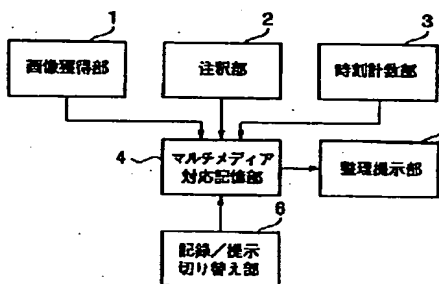 1
2
3
画像獲得部
注釈部
時刻計数部
4
マルチメディア
対応記憶部
整理提示部
6
記録／提示
切り替え部